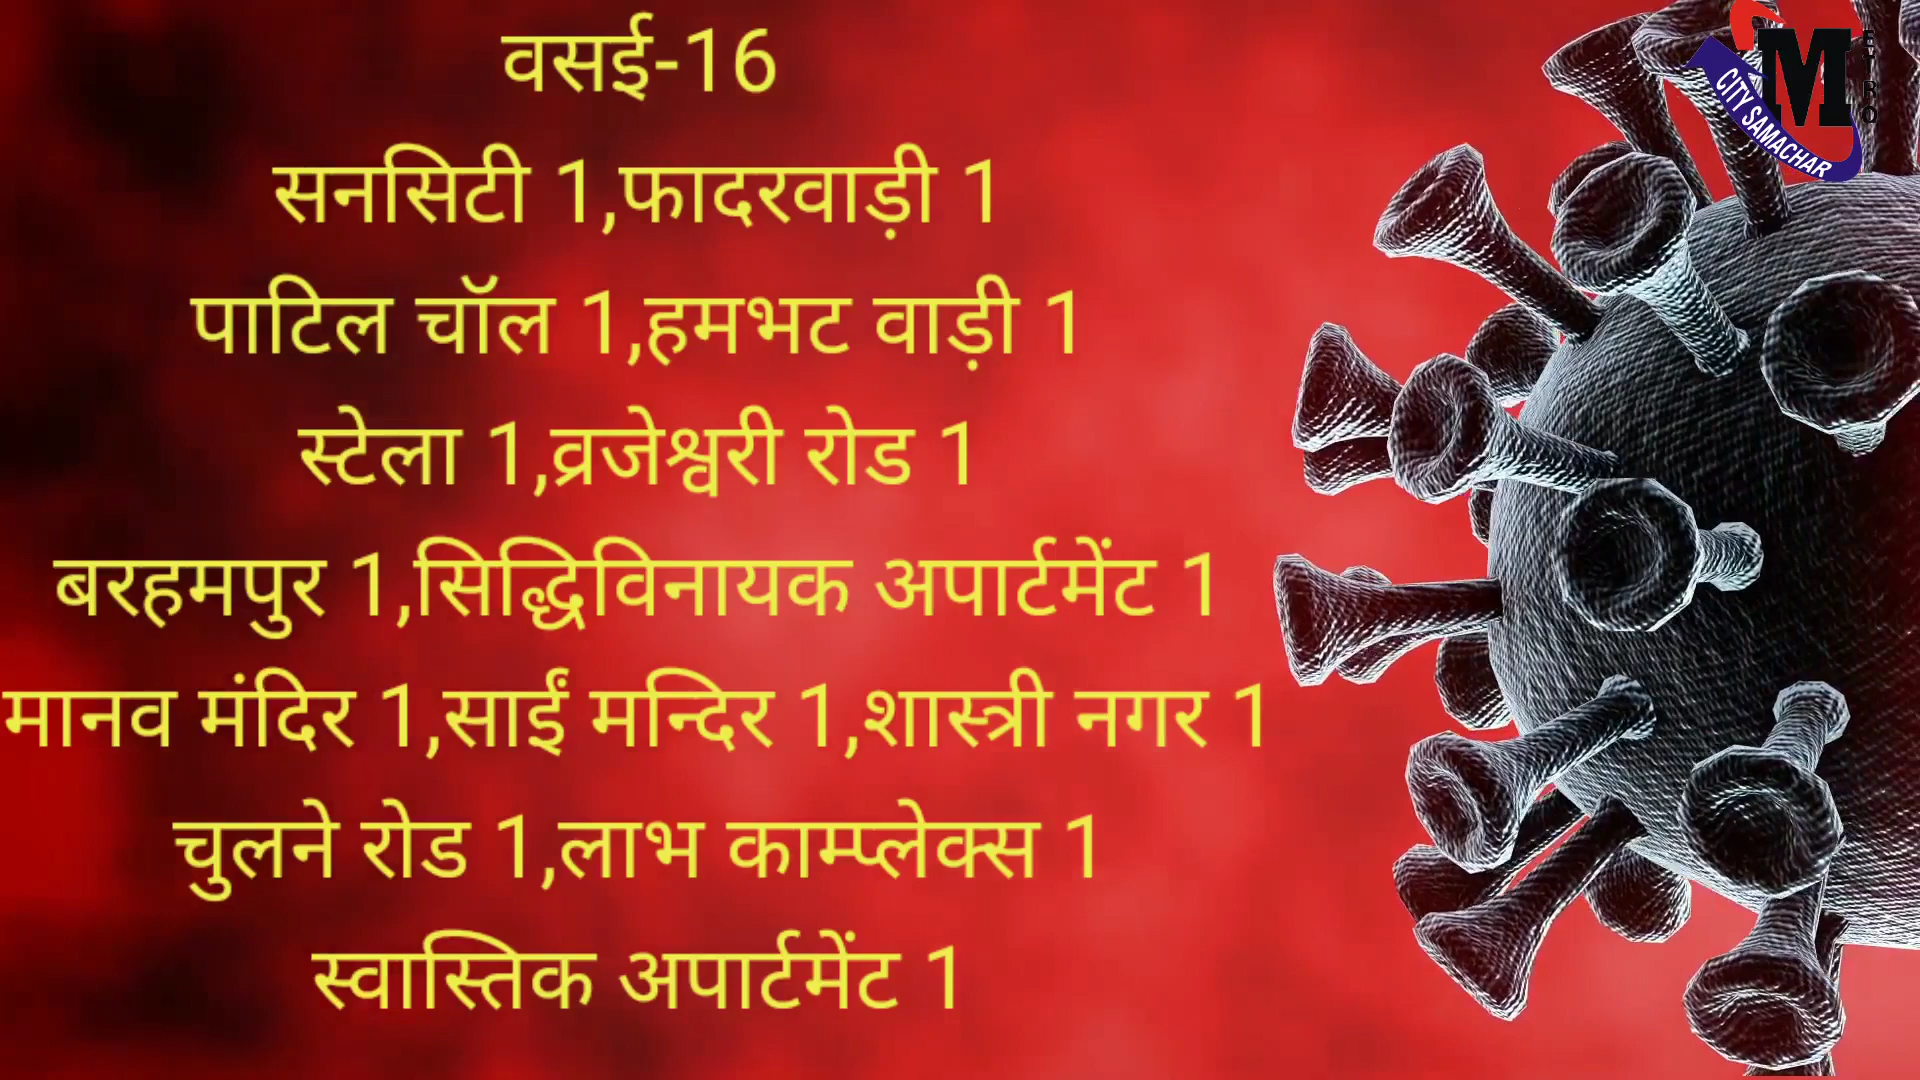 वसई-16
सनसिटी 1,फादरवाड़ी 1
पाटिल चॉल 1,हमभट वाड़ी 1
स्टेला 1,व्रजेश्वरी रोड 1
बरहमपुर 1,सिद्धिविनायक अपार्टमेंट 1
मानव मंदिर 1,साईं मन्दिर 1,शास्त्री नगर 1
चुलने रोड 1,लाभ काम्प्लेक्स 1
स्वास्तिक अपार्टमेंट 1
METRO
CITY SAMACHAR